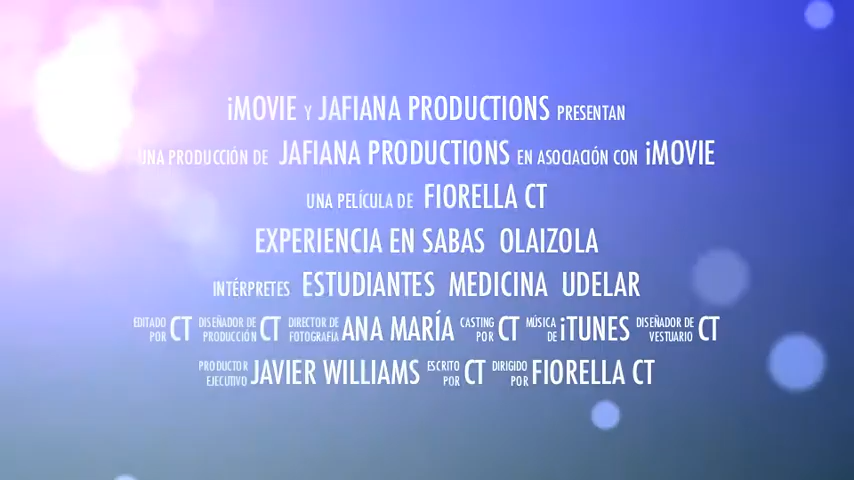 iMOVIE Y JAFIANA PRODUCTIONS PRESENTAN
UNA PRODUCCIÓN DE JAFIANA PRODUCTIONS EN ASOCIACIÓN CON iMOVIE
UNA PELÍCULA DE FIORELLA CT
EXPERIENCIA EN SABAS OLAIZOLA
INTÉRPRETES ESTUDIANTES MEDICINA UDELAR
EDITADO POR CT DISEÑADOR DE PRODUCCIÓN CT DIRECTOR DE FOTOGRAFIA ANA MARÍA CASTING POR CT MÚSICA DE iTUNES DISEÑADOR DE VESTUARIO CT
PRODUCTOR EJECUTIVO JAVIER WILLIAMS ESCRITO POR CT DIRIGIDO POR FIORELLA CT